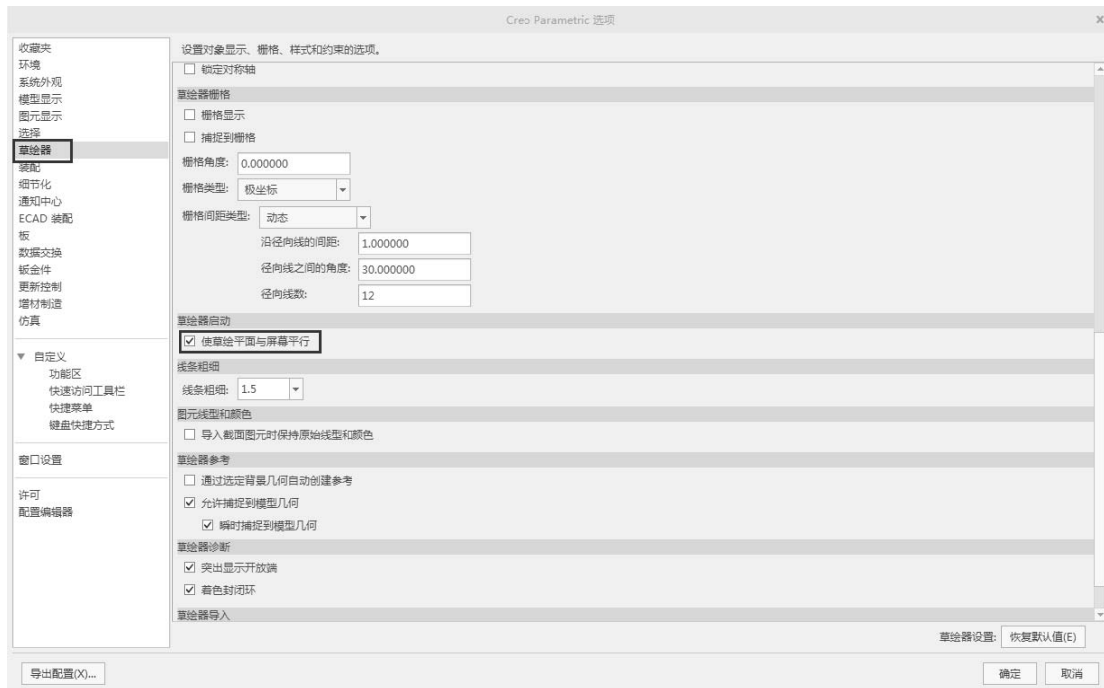 Creo Parametric 选项
收藏夹
环境
系统外观
模型显示
图元显示
选择
草绘器
装配
细节化
通知中心
ECAD 装配
板
数据交换
钣金件
更新控制
增材制造
仿真
自定义
功能区
快速访问工具栏
快捷菜单
键盘快捷方式
窗口设置
许可
配置编辑器
设置对象显示、栅格、样式和约束的选项。
锁定对称轴
草绘器栅格
栅格显示
捕捉到栅格
栅格角度: 0.000000
栅格类型: 极坐标
栅格间距类型: 动态
沿径向线的间距: 1.000000
径向线之间的角度: 30.000000
径向线数: 12
草绘器启动
使草绘平面与屏幕平行
线条粗细
线条粗细: 1.5
图元线型和颜色
导入截面图元时保持原始线型和颜色
草绘器参考
通过选定背景几何自动创建参考
允许捕捉到模型几何
瞬时捕捉到模型几何
草绘器诊断
突出显示开放端
着色封闭环
草绘器导入
草绘器设置: 恢复默认值(E)
导出配置(X)...
确定 取消